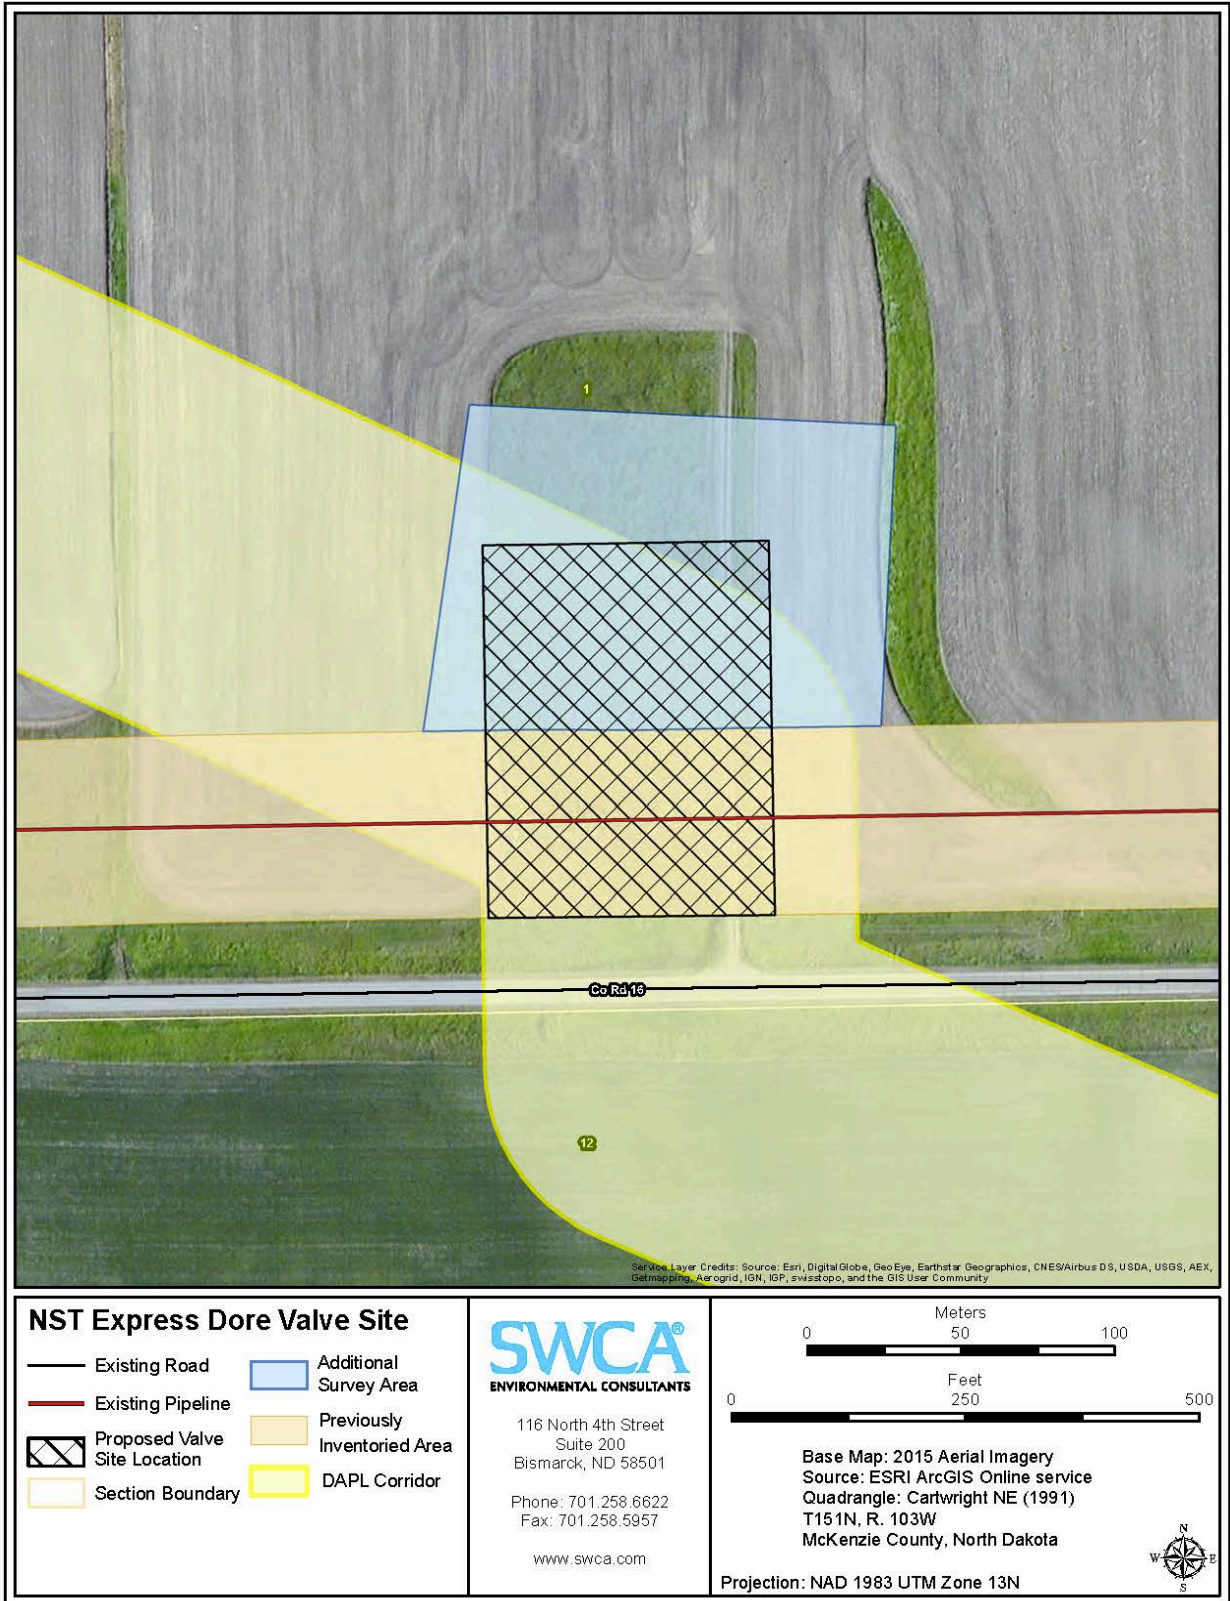 1
Co Rd 16
12
Service Layer Credits: Source: Esri, DigitalGlobe, GeoEye, Earthstar Geographics, CNES/Airbus DS, USDA, USGS, AEX,
Getmapping, Aerogrid, IGN, IGP, swisstopo, and the GIS User Community
NST Express Dore Valve Site
Existing Road
Existing Pipeline
Proposed Valve
Site Location
Section Boundary
Additional
Survey Area
Previously
Inventoried Area
DAPL Corridor
SWCA®
ENVIRONMENTAL CONSULTANTS
116 North 4th Street
Suite 200
Bismarck, ND 58501
Phone: 701.258.6622
Fax: 701.258.5957
www.swca.com
Meters
0 50 100
Feet
0 250 500
Base Map: 2015 Aerial Imagery
Source: ESRI ArcGIS Online service
Quadrangle: Cartwright NE (1991)
T151N, R. 103W
McKenzie County, North Dakota
Projection: NAD 1983 UTM Zone 13N
N
W E
S